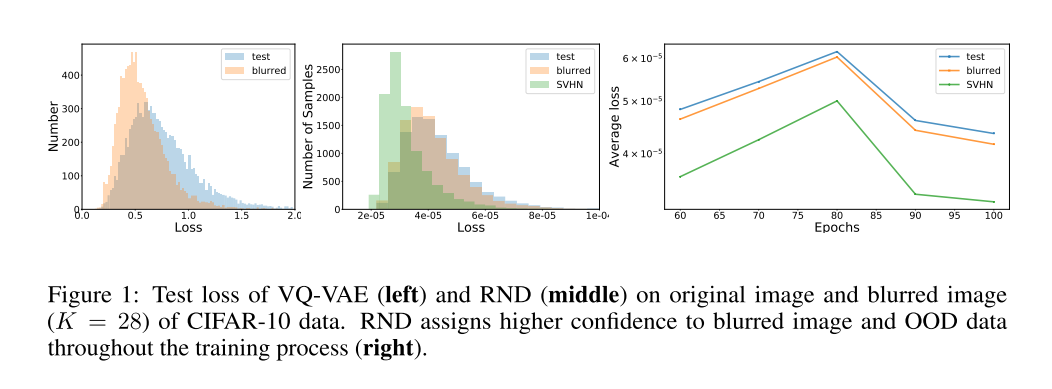 test
blurred
400
300
200
100
0
0.0 0.5 1.0 1.5 2.0
Number
Loss
test
blurred
SVHN
2500
2000
1500
1000
500
0
2e-05 4e-05 6e-05 8e-05 1e-04
Number of Samples
Loss
test
blurred
SVHN
6 × 10⁻⁵
5 × 10⁻⁵
4 × 10⁻⁵
60 65 70 75 80 85 90 95 100
Average loss
Epochs
Figure 1: Test loss of VQ-VAE (left) and RND (middle) on original image and blurred image
(K = 28) of CIFAR-10 data. RND assigns higher confidence to blurred image and OOD data
throughout the training process (right).